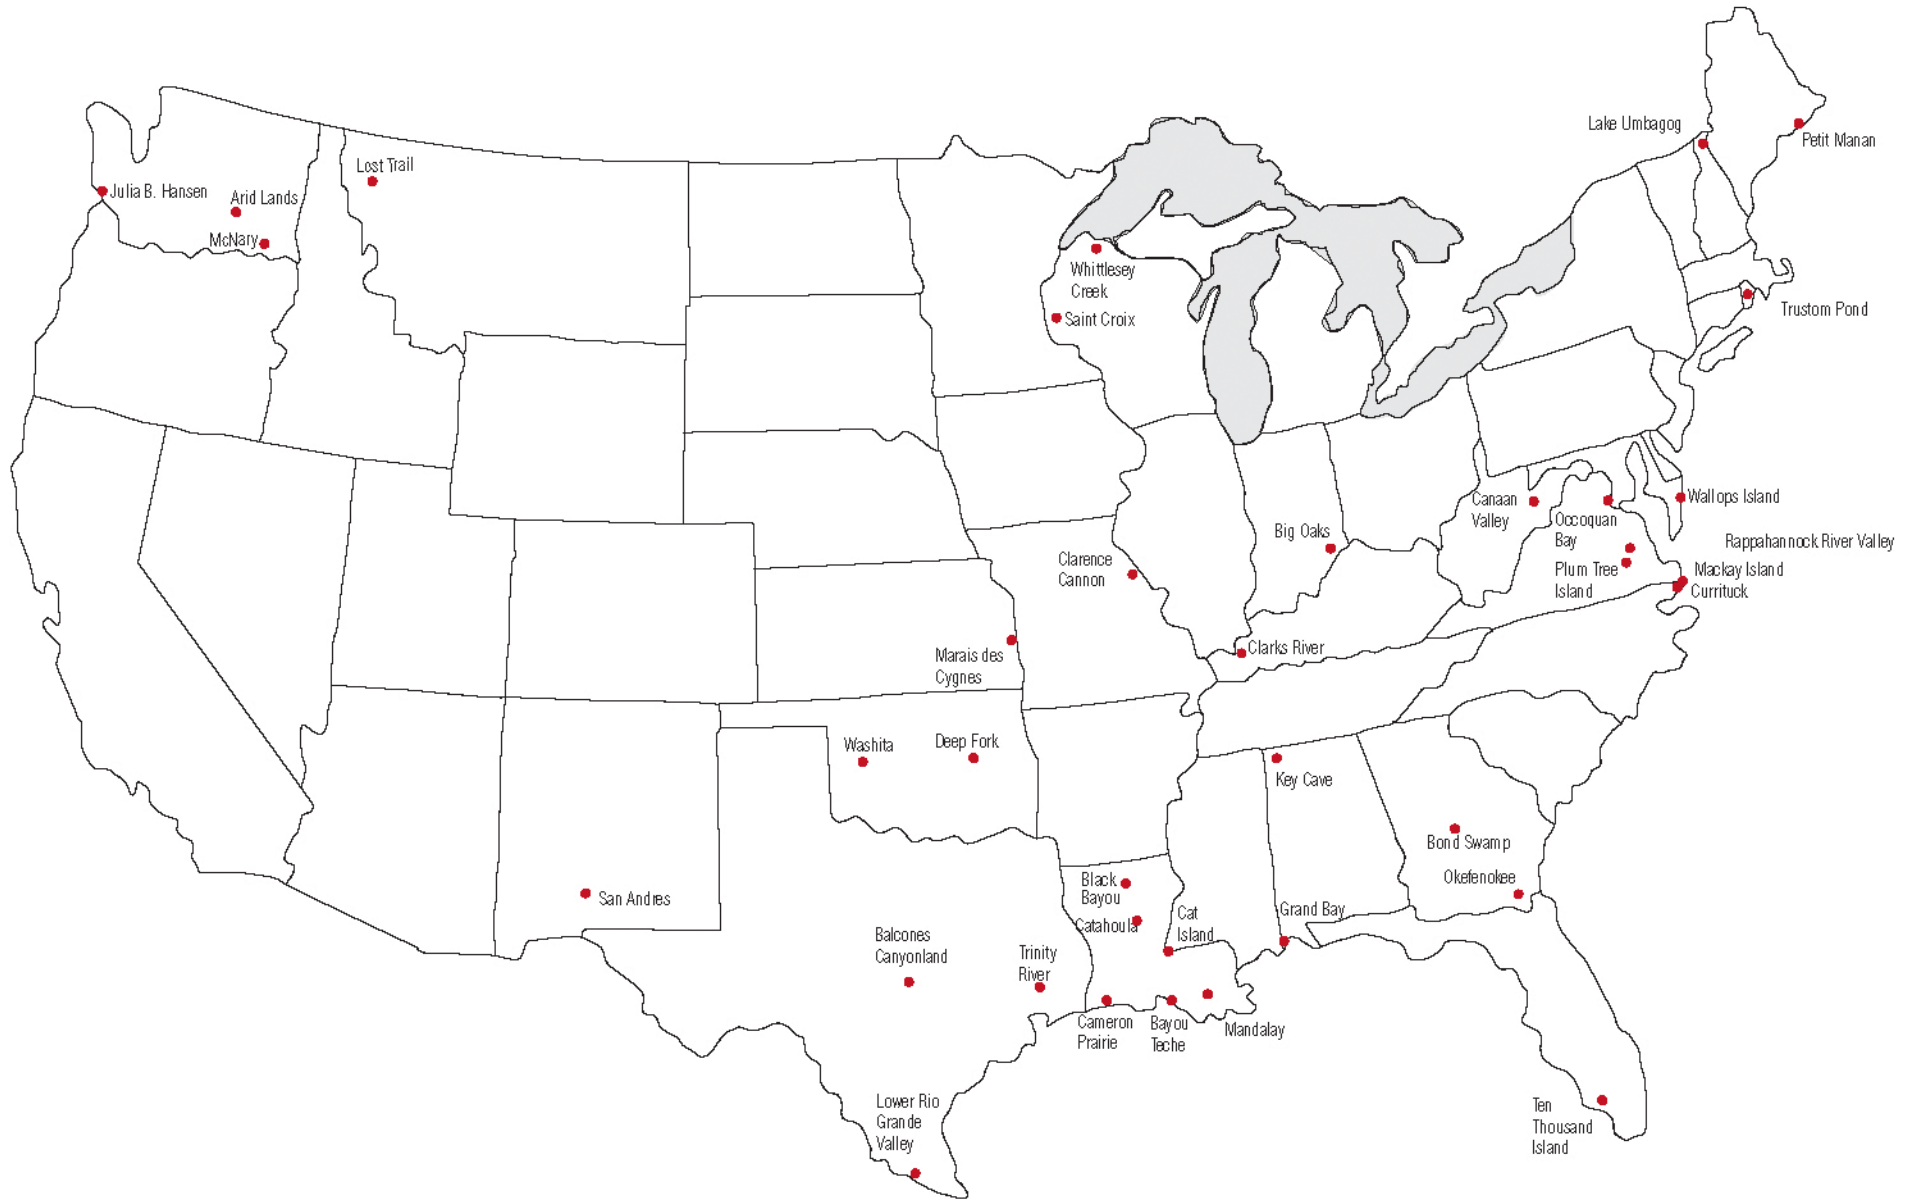 Lake Umbagog
Petit Manan
Lost Trail
Julia B. Hansen
Arid Lands
McNary
Whittlesey
Creek
Saint Croix
Trustom Pond
Canaan
Valley
Wallops Island
Occoquan
Bay
Big Oaks
Rappahannock River Valley
Clarence
Cannon
Plum Tree
Island
Mackay Island
Currituck
Marais des
Cygnes
Clarks River
Washita
Deep Fork
Key Cave
Bond Swamp
Okefenokee
Black
Bayou
San Andres
Catahoula
Cat
Island
Grand Bay
Balcones
Canyonland
Trinity
River
Cameron
Prairie
Bayou
Teche
Mandalay
Lower Rio
Grande
Valley
Ten
Thousand
Island